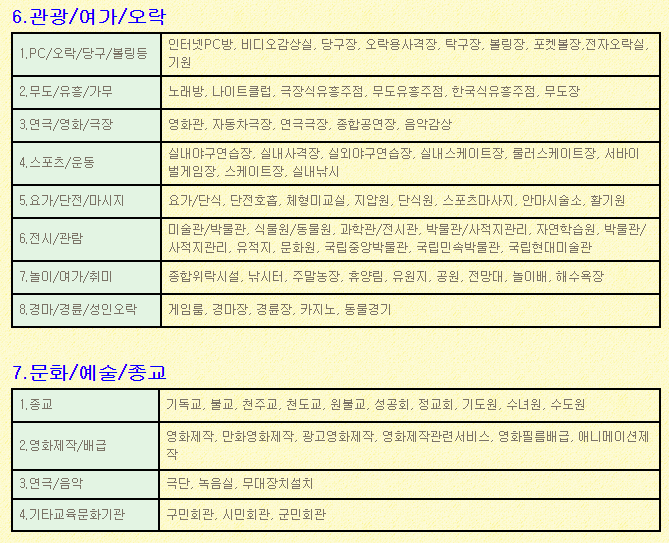 6.관광/여가/오락
1.PC/오락/당구/볼링등
인터넷PC방, 비디오감상실, 당구장, 오락용사격장, 탁구장, 볼링장, 포켓볼장,전자오락실,
기원
2.무도/유흥/가무
노래방, 나이트클럽, 극장식유흥주점, 무도유흥주점, 한국식유흥주점, 무도장
3.연극/영화/극장
영화관, 자동차극장, 연극극장, 종합공연장, 음악감상
4.스포츠/운동
실내야구연습장, 실내사격장, 실외야구연습장, 실내스케이트장, 롤러스케이트장, 서바이
벌게임장, 스케이트장, 실내낚시
5.요가/단전/마시지
요가/단식, 단전호흡, 체형미교실, 지압원, 단식원, 스포츠마사지, 안마시술소, 활기원
6.전시/관람
미술관/박물관, 식물원/동물원, 과학관/전시관, 박물관/사적지관리, 자연학습원, 박물관/
사적지관리, 유적지, 문화원, 국립중앙박물관, 국립민속박물관, 국립현대미술관
7.놀이/여가/취미
종합위락시설, 낚시터, 주말농장, 휴양림, 유원지, 공원, 전망대, 놀이배, 해수욕장
8.경마/경륜/성인오락
게임룸, 경마장, 경륜장, 카지노, 동물경기
7.문화/예술/종교
1.종교
기독교, 불교, 천주교, 천도교, 원불교, 성공회, 정교회, 기도원, 수녀원, 수도원
2.영화제작/배급
영화제작, 만화영화제작, 광고영화제작, 영화제작관련서비스, 영화필름배급, 애니메이션제
작
3.연극/음악
극단, 녹음실, 무대장치설치
4.기타교육문화기관
구민회관, 시민회관, 군민회관